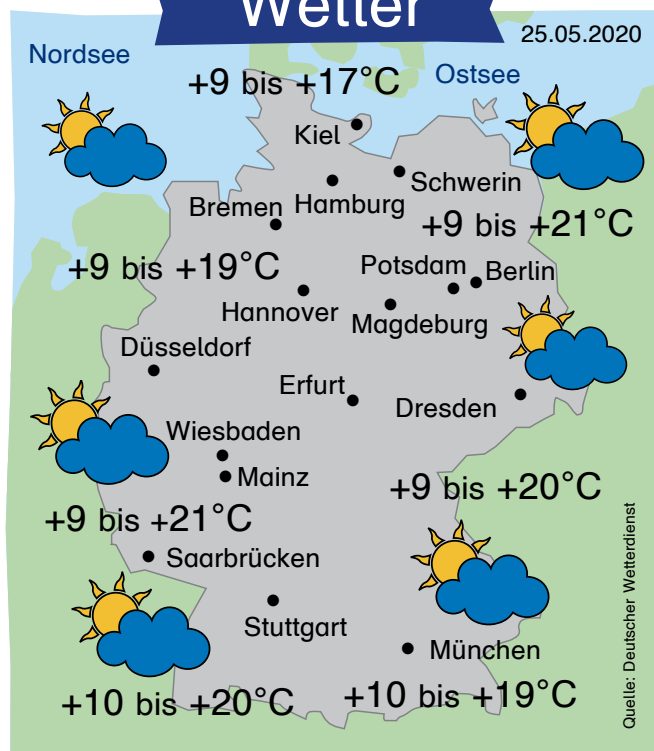 Wetter
25.05.2020
Nordsee
Ostsee
+9 bis +17°C
Kiel
Schwerin
Hamburg
Bremen
+9 bis +21°C
+9 bis +19°C
Potsdam
Berlin
Hannover
Magdeburg
Düsseldorf
Erfurt
Dresden
Wiesbaden
Mainz
+9 bis +20°C
+9 bis +21°C
Saarbrücken
Stuttgart
München
+10 bis +20°C
+10 bis +19°C
Quelle: Deutscher Wetterdienst